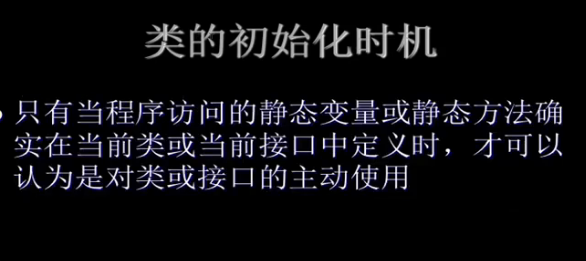 类的初始化时机
只有当程序访问的静态变量或静态方法确
实在当前类或当前接口中定义时，才可以
认为是对类或接口的主动使用